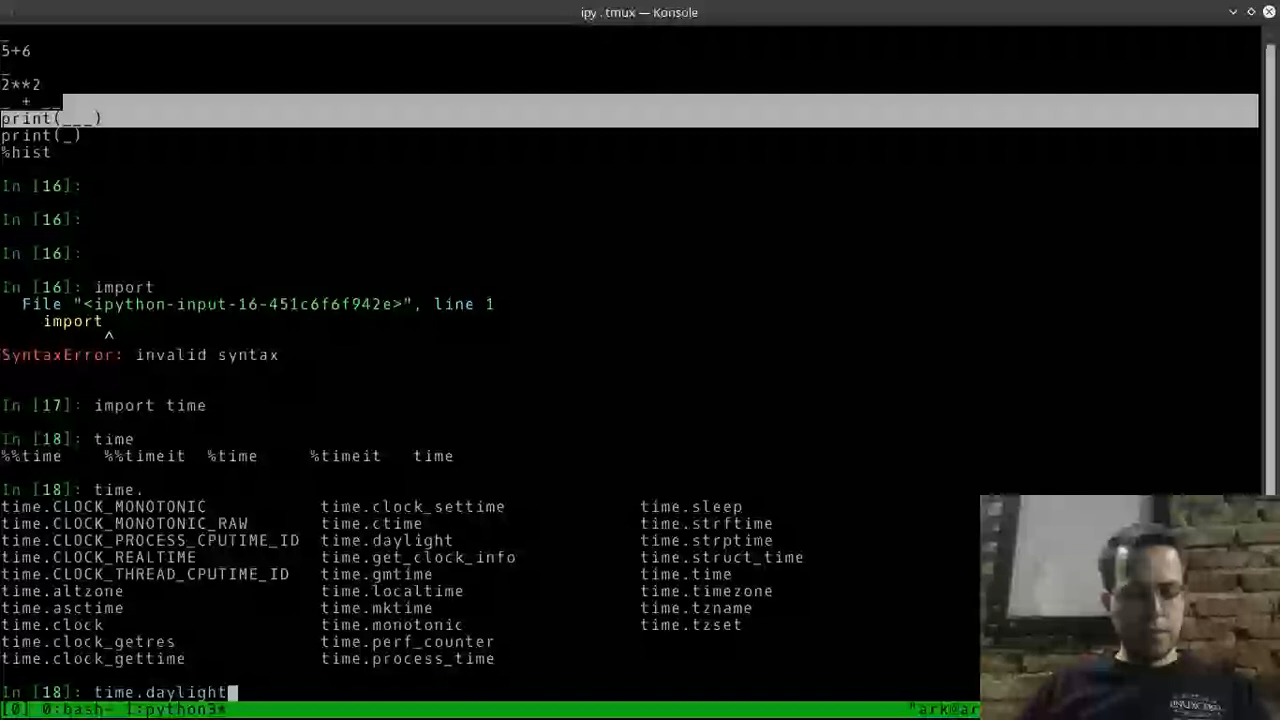 ipy . tmux — Konsole
5+6
_
2**2
_ + __
print(___)
print(_)
%hist
In [16]:
In [16]:
In [16]:
In [16]: import
File "<ipython-input-16-451c6f6f942e>", line 1
import
^
SyntaxError: invalid syntax
In [17]: import time
In [18]: time
%%time %%timeit %time %timeit time
In [18]: time.
time.CLOCK_MONOTONIC time.clock_settime time.sleep
time.CLOCK_MONOTONIC_RAW time.ctime time.strftime
time.CLOCK_PROCESS_CPUTIME_ID time.daylight time.strptime
time.CLOCK_REALTIME time.get_clock_info time.struct_time
time.CLOCK_THREAD_CPUTIME_ID time.gmtime time.time
time.altzone time.localtime time.timezone
time.asctime time.mktime time.tzname
time.clock time.monotonic time.tzset
time.clock_getres time.perf_counter
time.clock_gettime time.process_time
In [18]: time.daylight
[0] 0:bash- 1:python3* "ark@ar